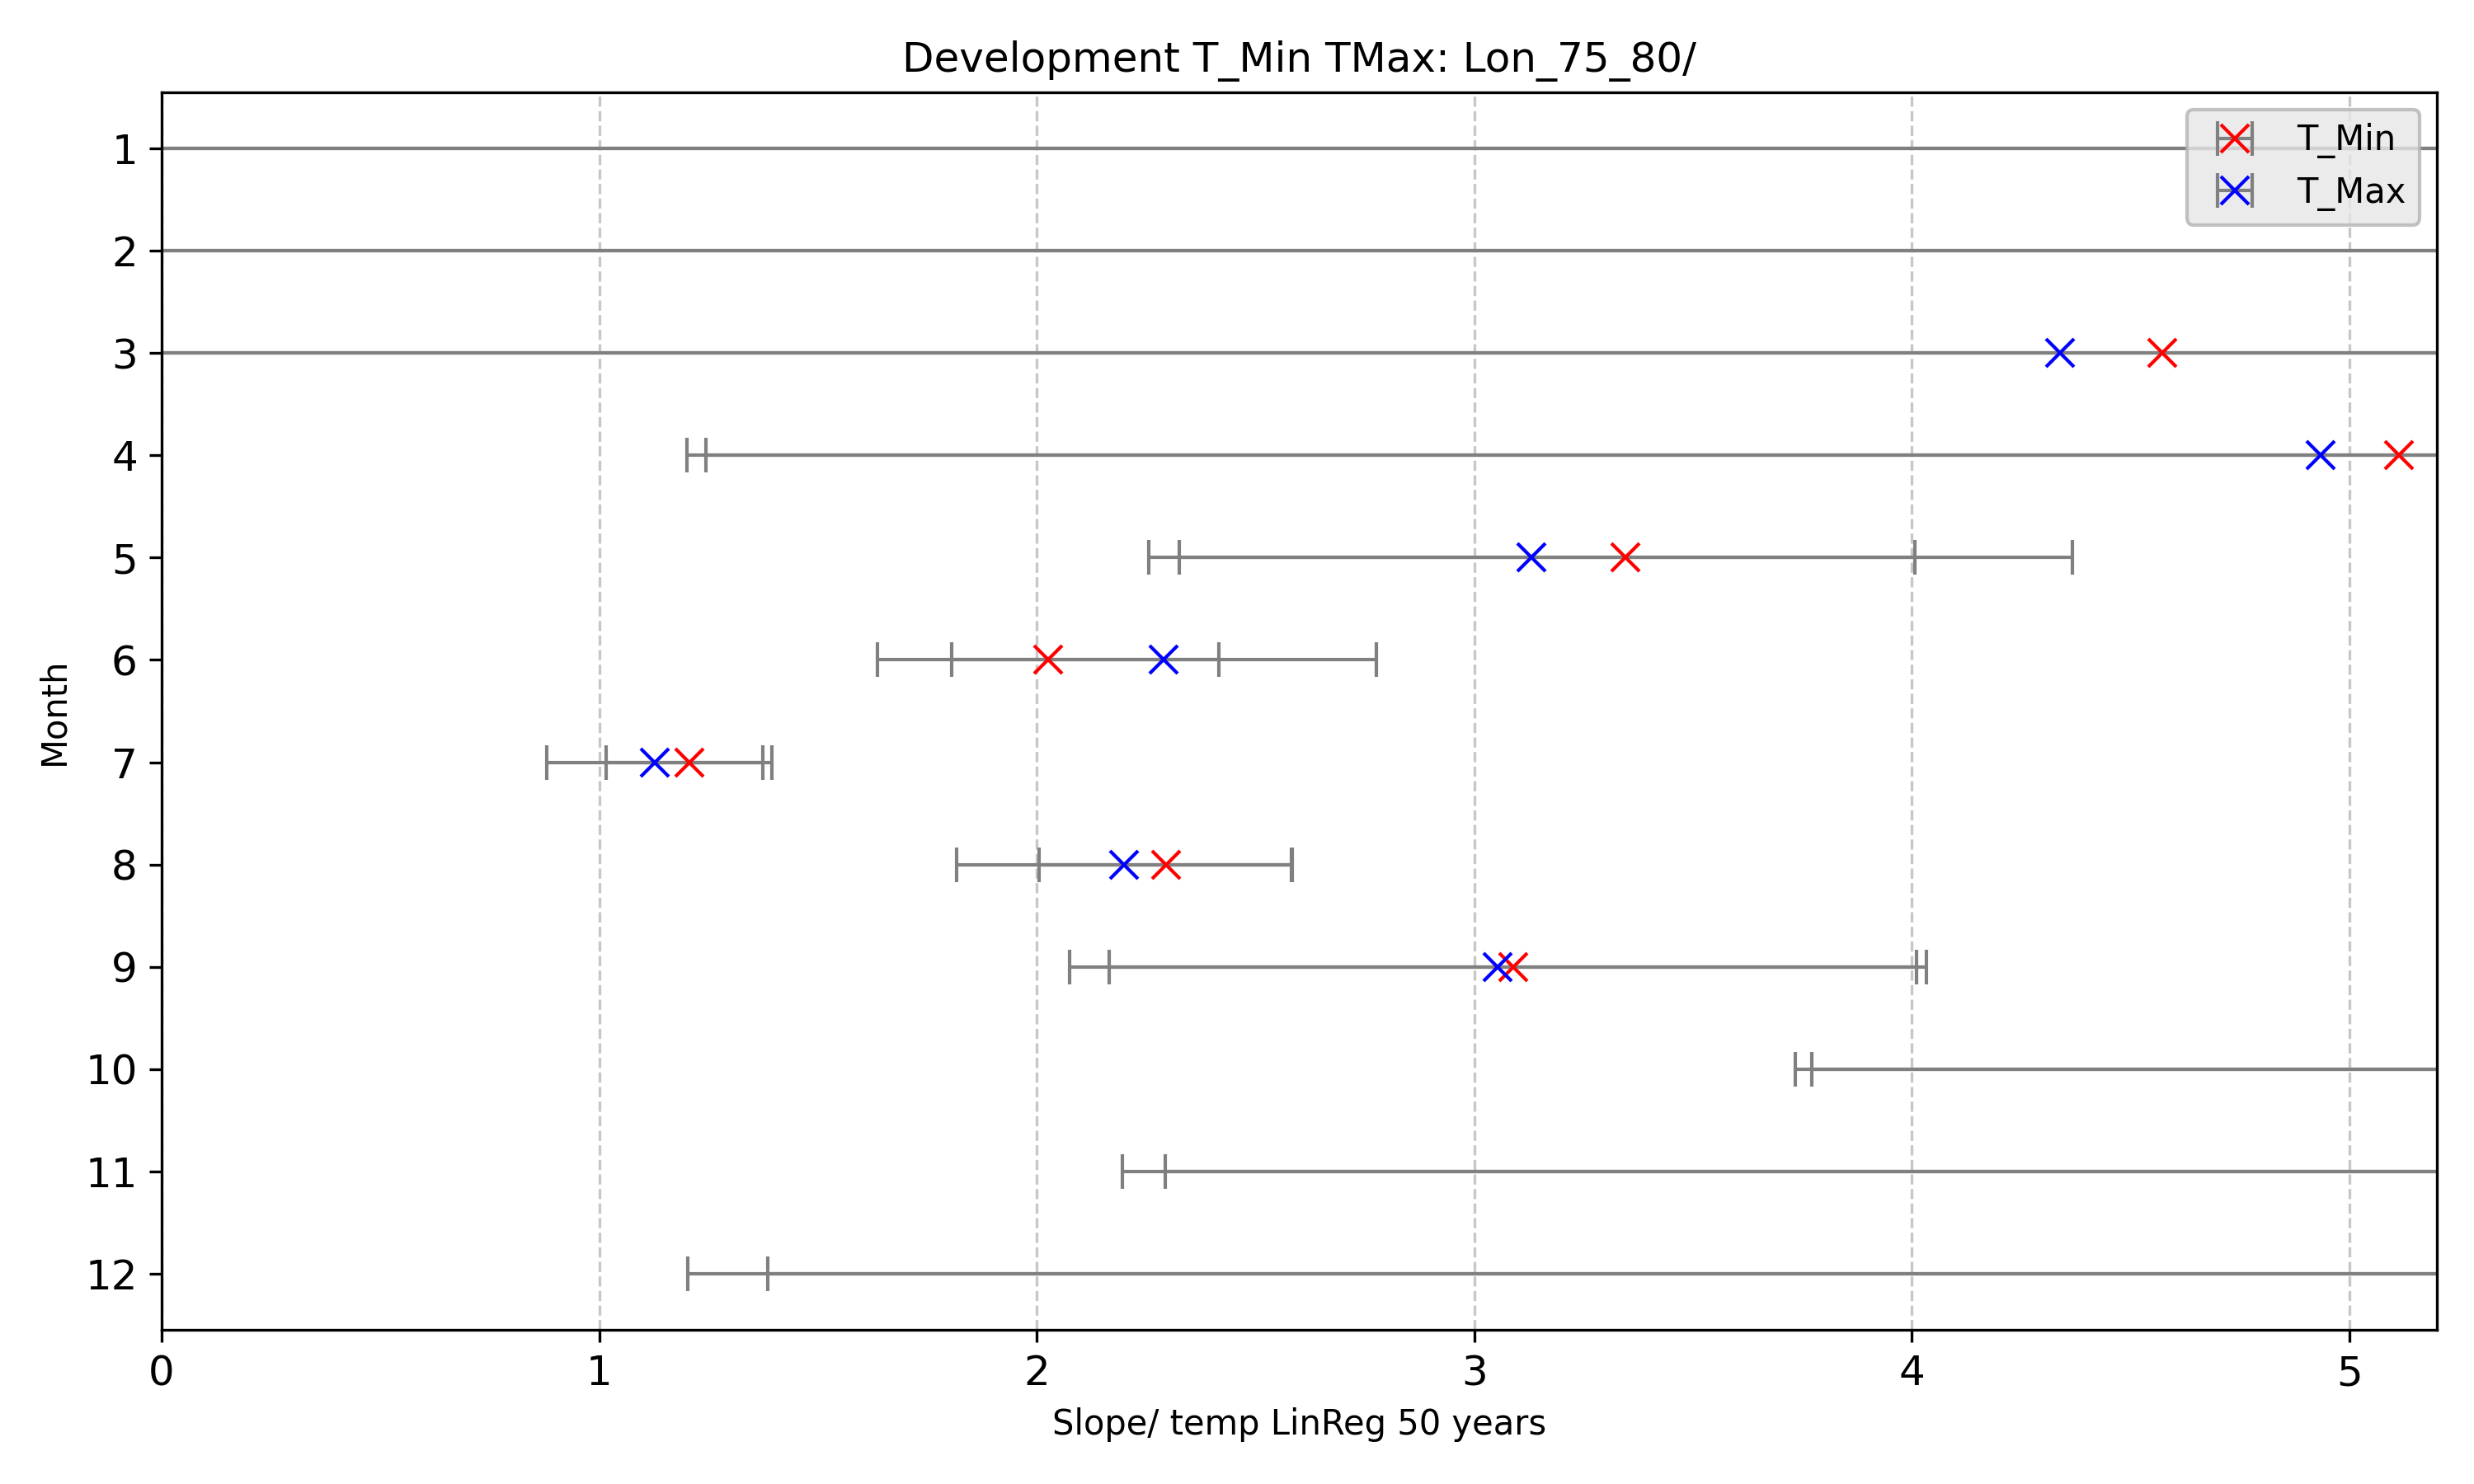 Development T_Min TMax: Lon_75_80/
T_Min
T_Max
Month
1
2
3
4
5
6
7
8
9
10
11
12
0 1 2 3 4 5
Slope/ temp LinReg 50 years